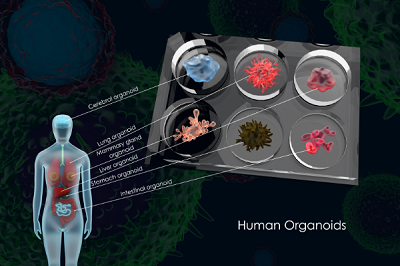 Cerebral organoid
Lung organoid
Mammary gland
organoid
Liver organoid
Stomach organoid
Intestinal organoid
Human Organoids